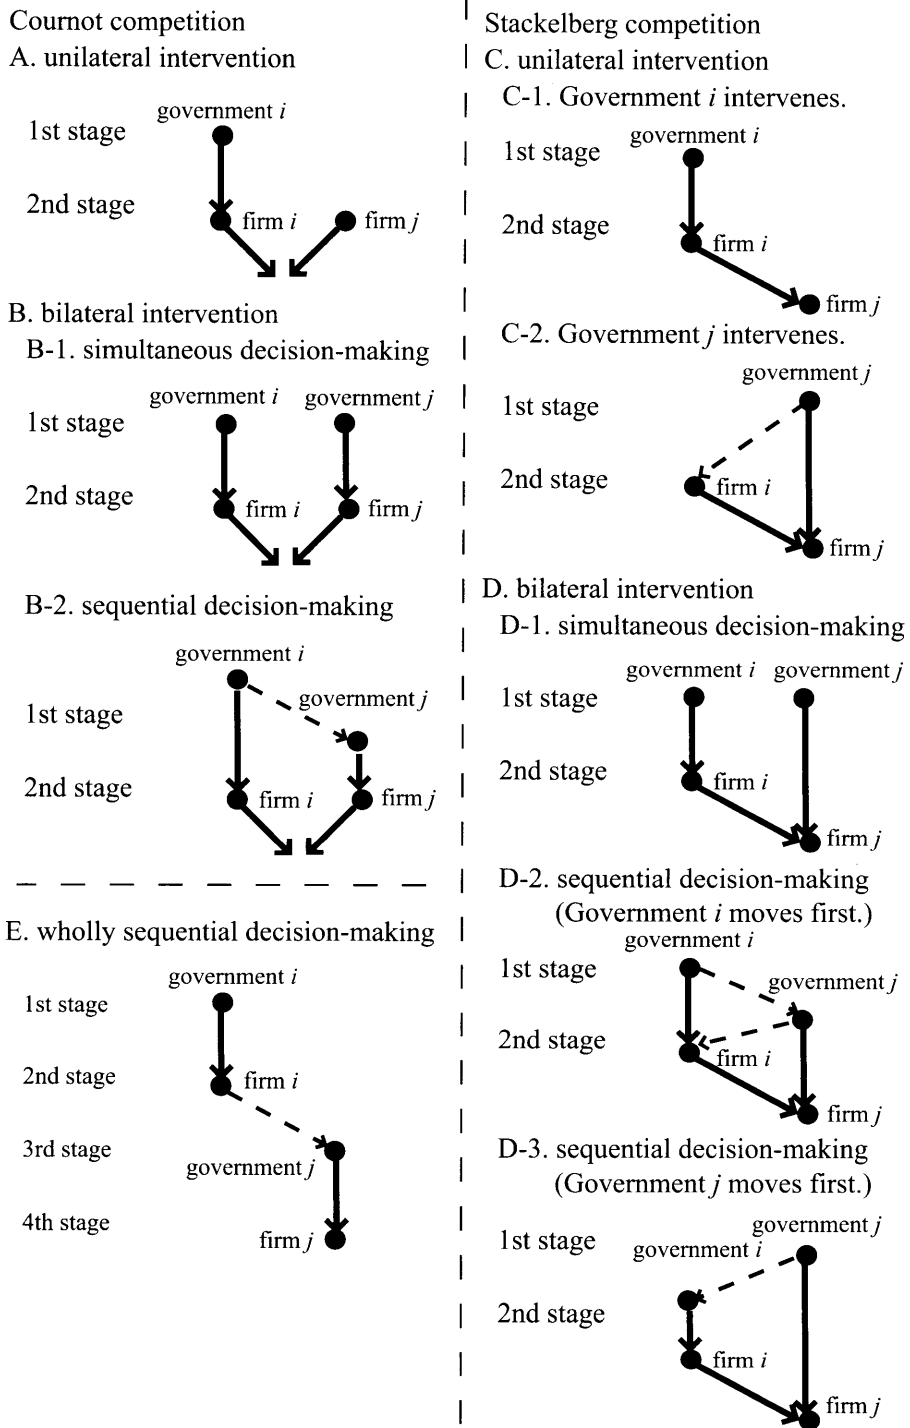 Cournot competition
A. unilateral intervention
government i
1st stage
2nd stage
firm i
firm j
B. bilateral intervention
B-1. simultaneous decision-making
government i
government j
1st stage
2nd stage
firm i
firm j
B-2. sequential decision-making
government i
government j
1st stage
2nd stage
firm i
firm j
E. wholly sequential decision-making
government i
1st stage
2nd stage
firm i
3rd stage
government j
4th stage
firm j
Stackelberg competition
C. unilateral intervention
C-1. Government i intervenes.
government i
1st stage
2nd stage
firm i
firm j
C-2. Government j intervenes.
government j
1st stage
2nd stage
firm i
firm j
D. bilateral intervention
D-1. simultaneous decision-making
government i
government j
1st stage
2nd stage
firm i
firm j
D-2. sequential decision-making
(Government i moves first.)
government i
1st stage
government j
2nd stage
firm i
firm j
D-3. sequential decision-making
(Government j moves first.)
government j
1st stage
government i
2nd stage
firm i
firm j